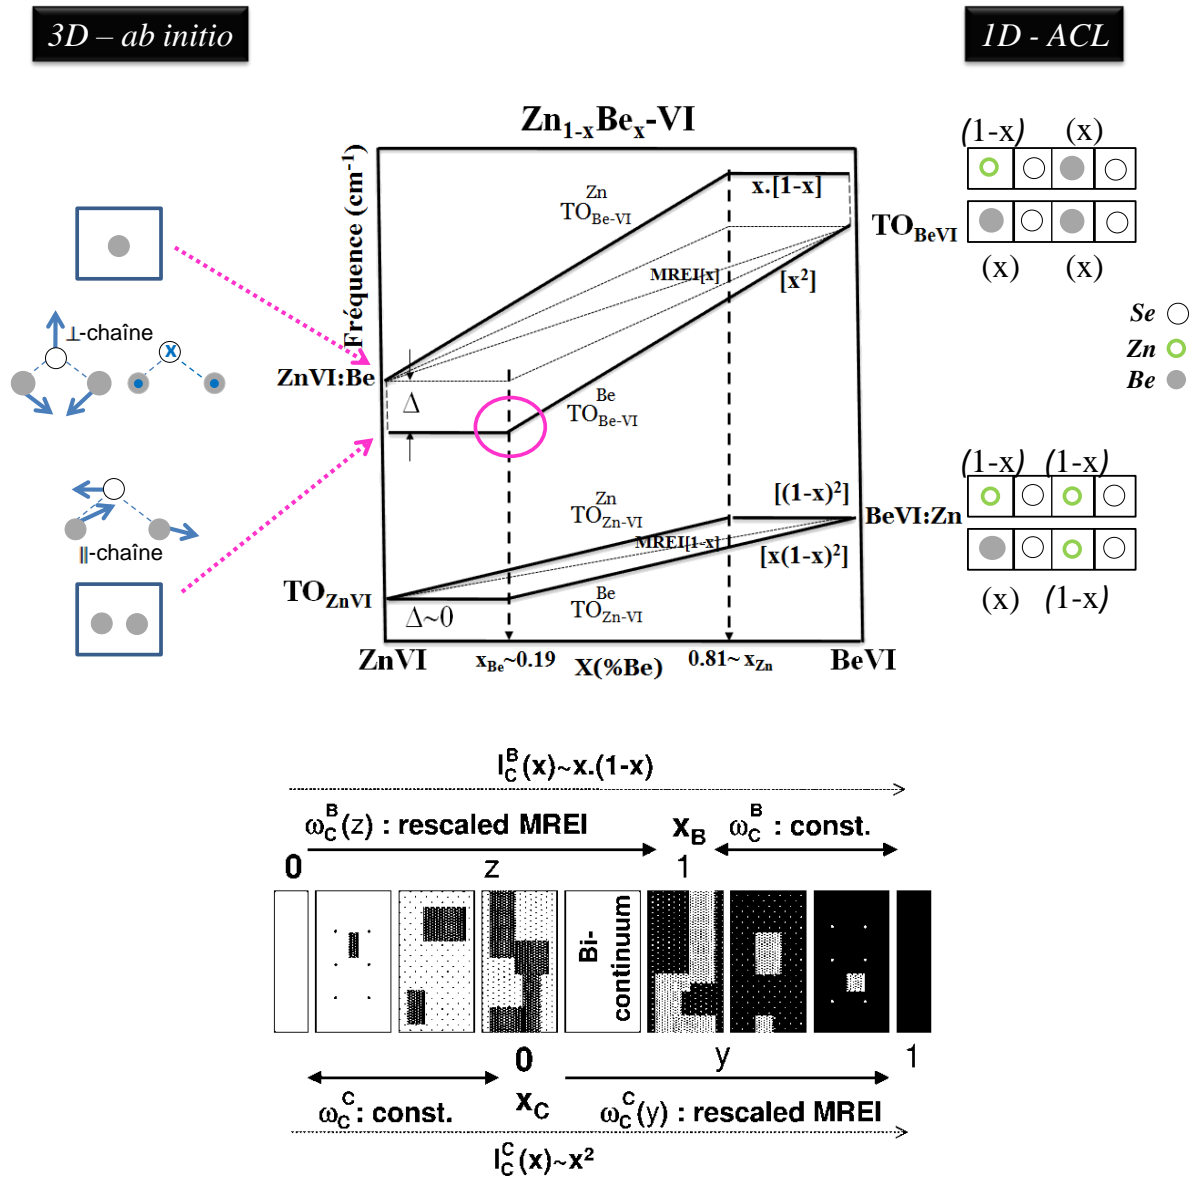 3D – ab initio
1D - ACL
Zn1-xBex-VI
Fréquence (cm-1)
(1-x) (x)
x.[1-x]
TOBe-VI Zn
TOBeVI
MREI[x]
[x2]
(x) (x)
⊥-chaîne
x
Se
Zn
Be
ZnVI:Be
Δ
TOBe-VI Be
(1-x) (1-x)
[(1-x)2]
TOZn-VI Zn
BeVI:Zn
MREI[1-x]
[x(1-x)2]
||-chaîne
TOZnVI
Δ~0
TOZn-VI Be
(x) (1-x)
ZnVI
xBe~0.19
X(%Be)
0.81~ xZn
BeVI
ICB(x)~x.(1-x)
ωCB(z) : rescaled MREI
xB
ωCB : const.
0
z
1
Bi-
continuum
0
y
1
ωCC : const.
xC
ωCC(y) : rescaled MREI
ICC(x)~x2